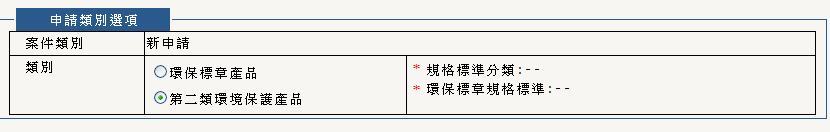 申請類別選項
案件類別 新申請
類別
環保標章產品
第二類環境保護產品
* 規格標準分類:--
* 環保標章規格標準:--